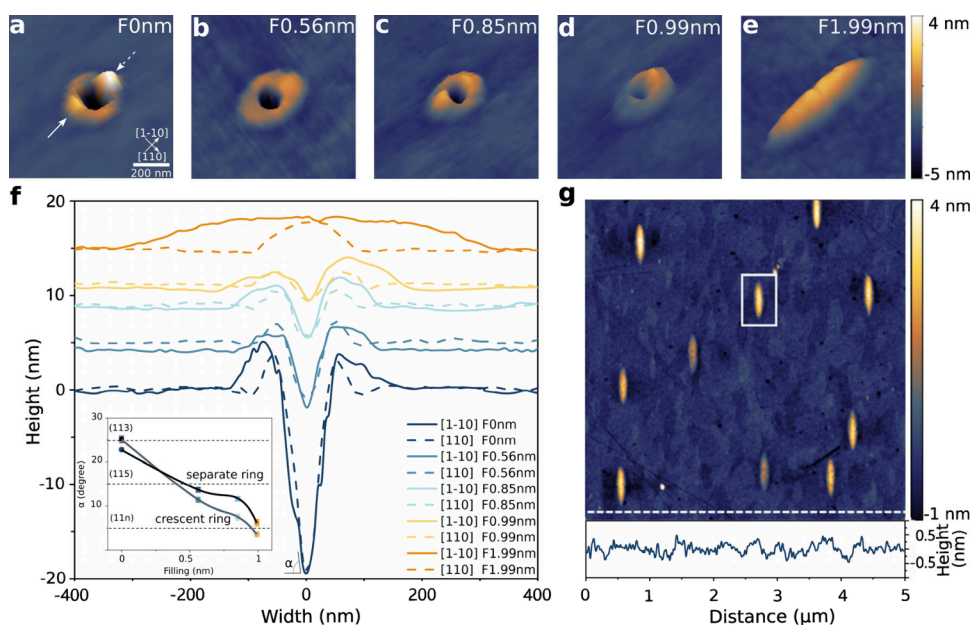 a F0nm
b F0.56nm
c F0.85nm
d F0.99nm
e F1.99nm
4 nm
-5 nm
[1-10]
[110]
200 nm
f
20
10
0
-10
-20
Height (nm)
-400
-200
0
200
400
Width (nm)
[1-10] F0nm
[110] F0nm
[1-10] F0.56nm
[110] F0.56nm
[1-10] F0.85nm
[110] F0.85nm
[1-10] F0.99nm
[110] F0.99nm
[1-10] F1.99nm
[110] F1.99nm
α
30
20
10
0
α (degree)
(113)
(115)
(11n)
separate ring
crescent ring
0
0.5
1
Filling (nm)
g
4 nm
-1 nm
0.5
-0.5
Height (nm)
0
1
2
3
4
5
Distance (μm)